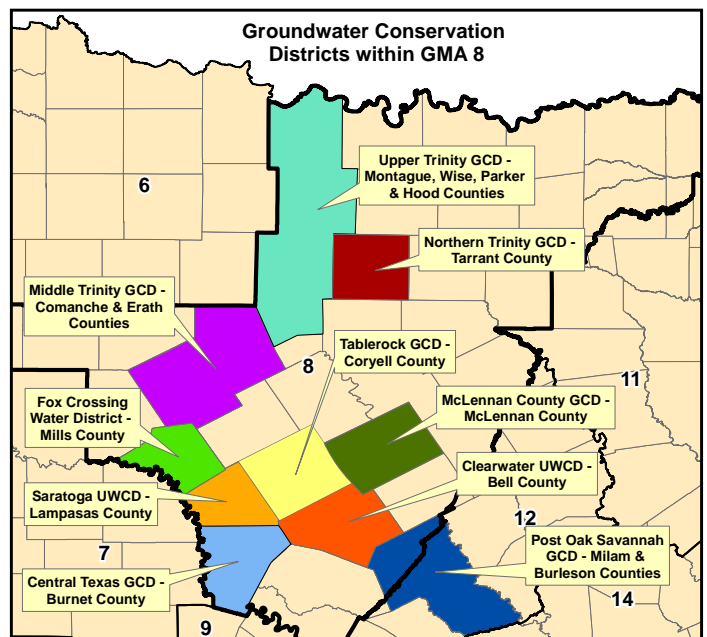 Groundwater Conservation
Districts within GMA 8
6
Upper Trinity GCD -
Montague, Wise, Parker
& Hood Counties
Northern Trinity GCD -
Tarrant County
Middle Trinity GCD -
Comanche & Erath
Counties
Tablerock GCD -
Coryell County
8
11
Fox Crossing
Water District -
Mills County
McLennan County GCD -
McLennan County
Clearwater UWCD -
Bell County
Saratoga UWCD -
Lampasas County
12
7
Post Oak Savannah
GCD - Milam &
Burleson Counties
Central Texas GCD -
Burnet County
14
9